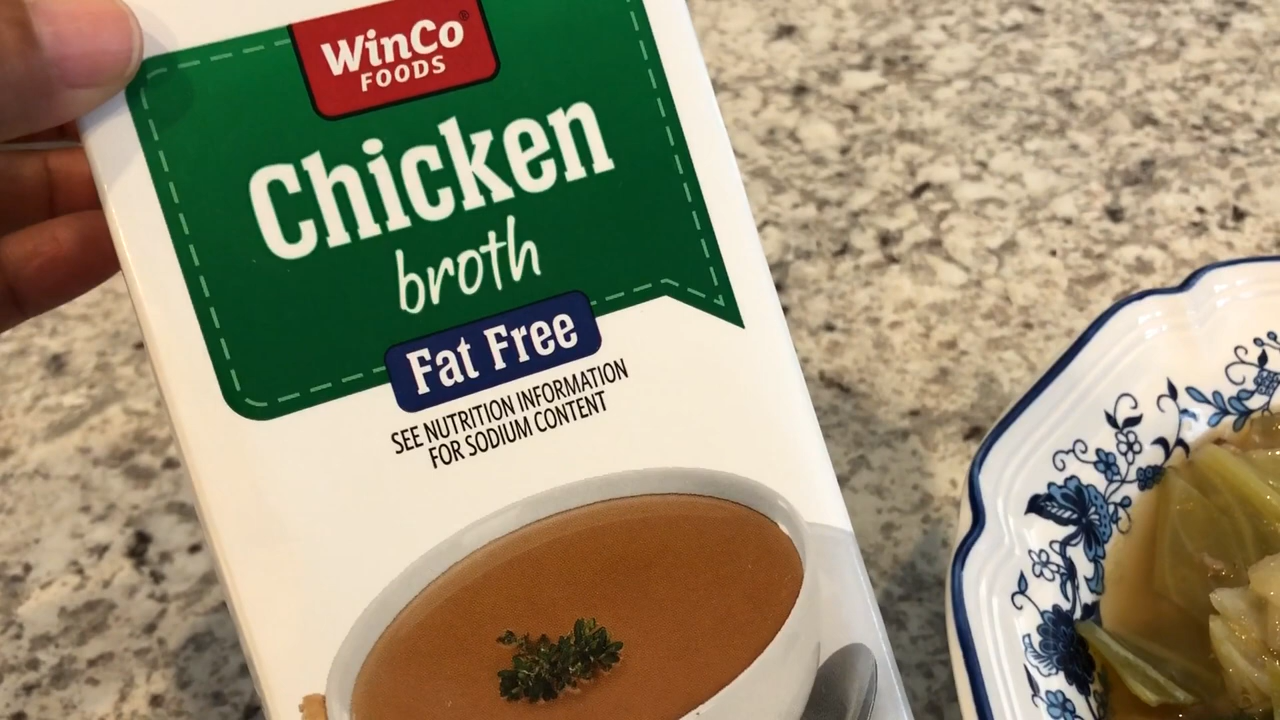 WinCo®
FOODS
Chicken
broth
Fat Free
SEE NUTRITION INFORMATION
FOR SODIUM CONTENT